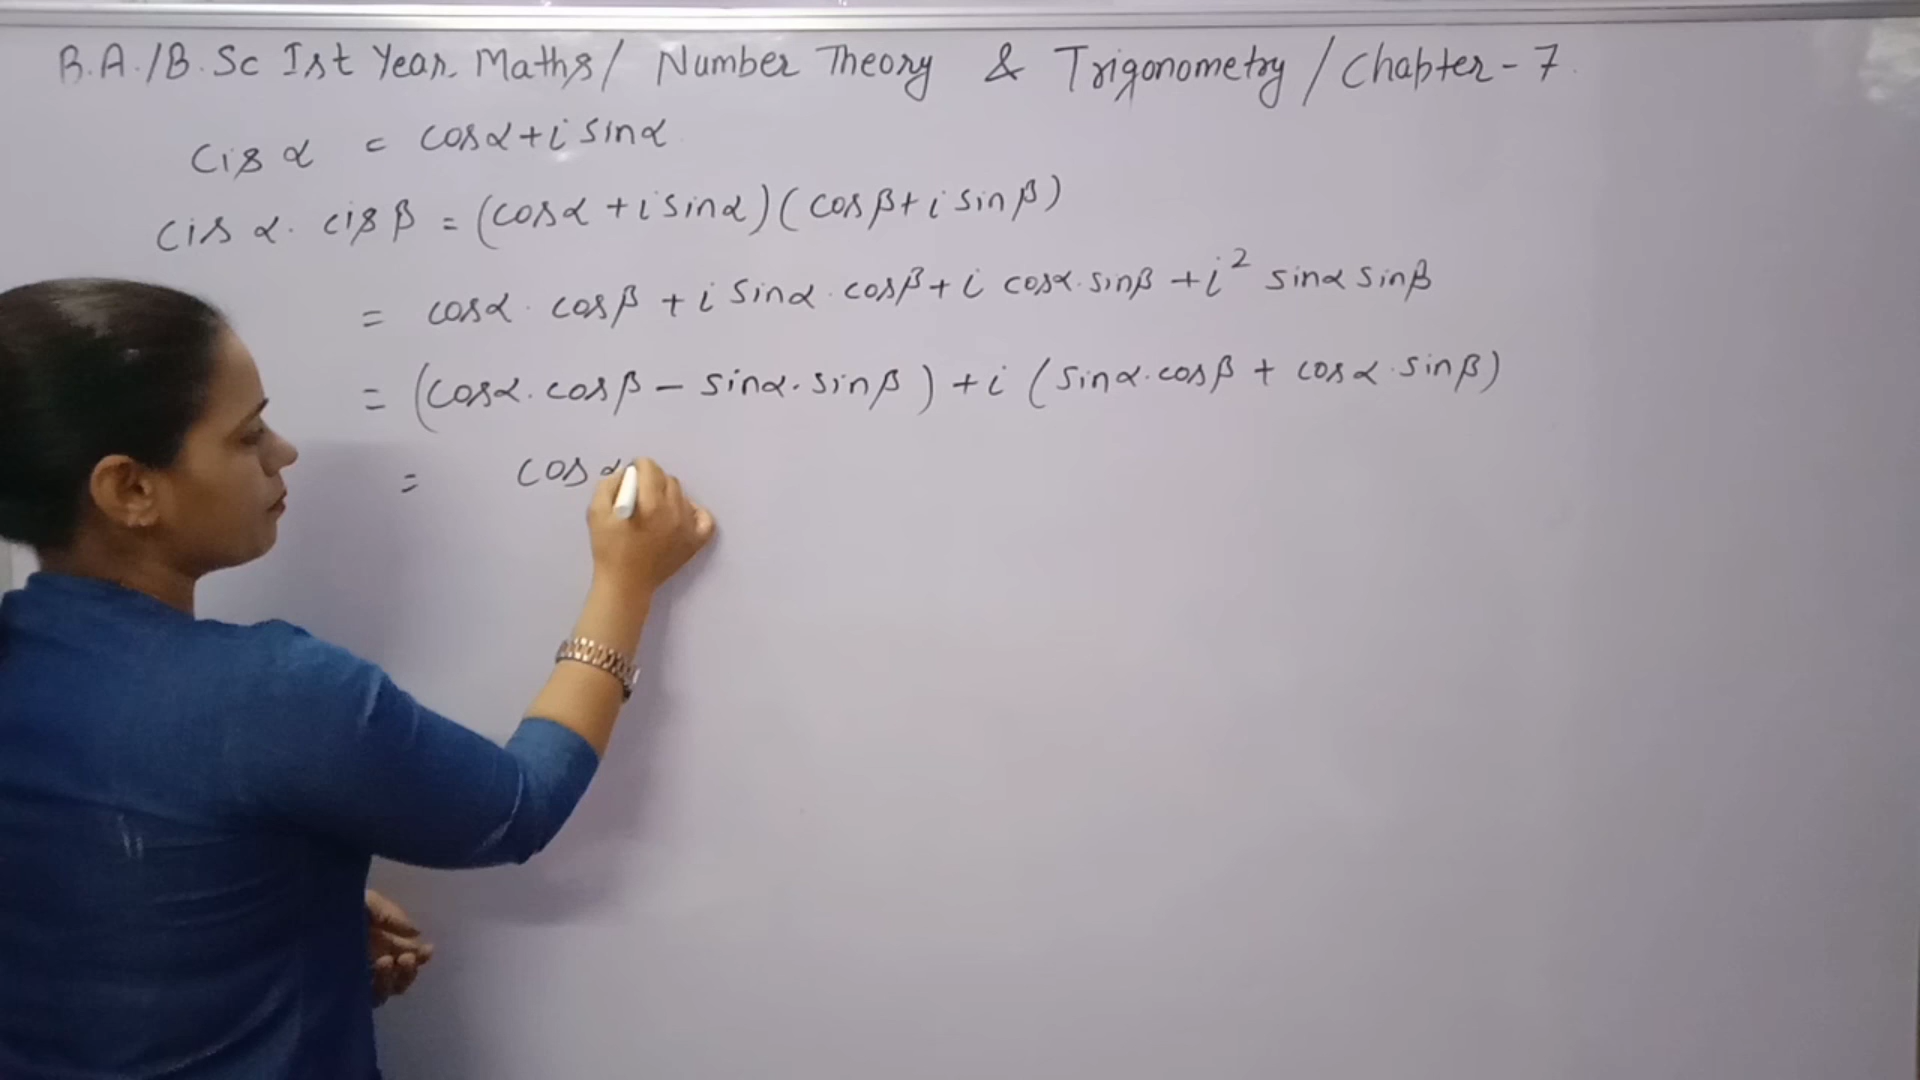 B.A./B.Sc Ist Year Maths/ Number Theory & Trigonometry / Chapter - 7
cis α = cosα + i sinα
cis α . cis β = (cosα + i sinα) (cosβ + i sinβ)
= cosα . cosβ + i sinα . cosβ + i cosα . sinβ + i² sinα sinβ
= (cosα . cosβ − sinα . sinβ) + i (sinα . cosβ + cosα . sinβ)
= cos α